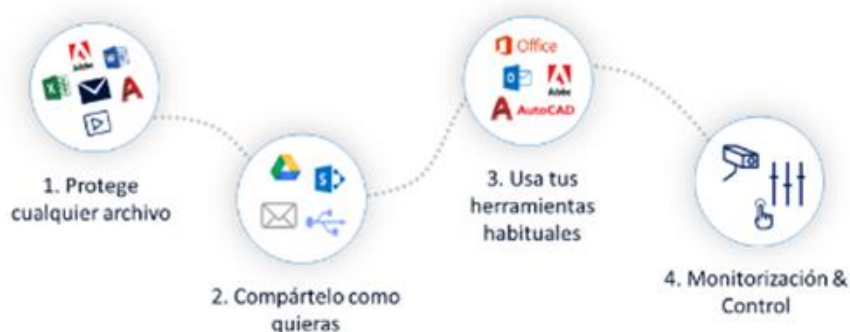 Adobe
1. Protege
cualquier archivo
2. Compártelo como
quieras
Office
Adobe
AutoCAD
3. Usa tus
herramientas
habituales
4. Monitorización &
Control